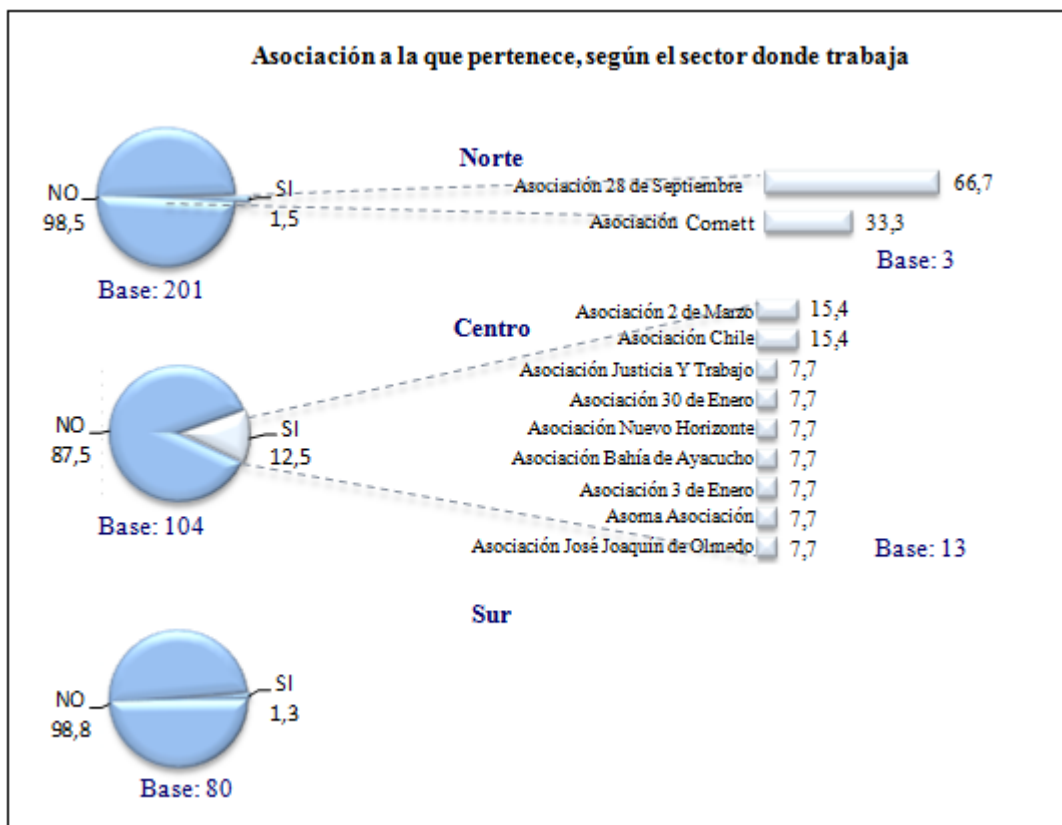 Asociación a la que pertenece, según el sector donde trabaja
Norte
NO
98,5
SI
1,5
Base: 201
Asociación 28 de Septiembre 66,7
Asociación Comett 33,3
Base: 3
Centro
NO
87,5
SI
12,5
Base: 104
Asociación 2 de Marzo 15,4
Asociación Chile 15,4
Asociación Justicia Y Trabajo 7,7
Asociación 30 de Enero 7,7
Asociación Nuevo Horizonte 7,7
Asociación Bahía de Ayacucho 7,7
Asociación 3 de Enero 7,7
Asoma Asociación 7,7
Asociación José Joaquin de Olmedo 7,7
Base: 13
Sur
NO
98,8
SI
1,3
Base: 80